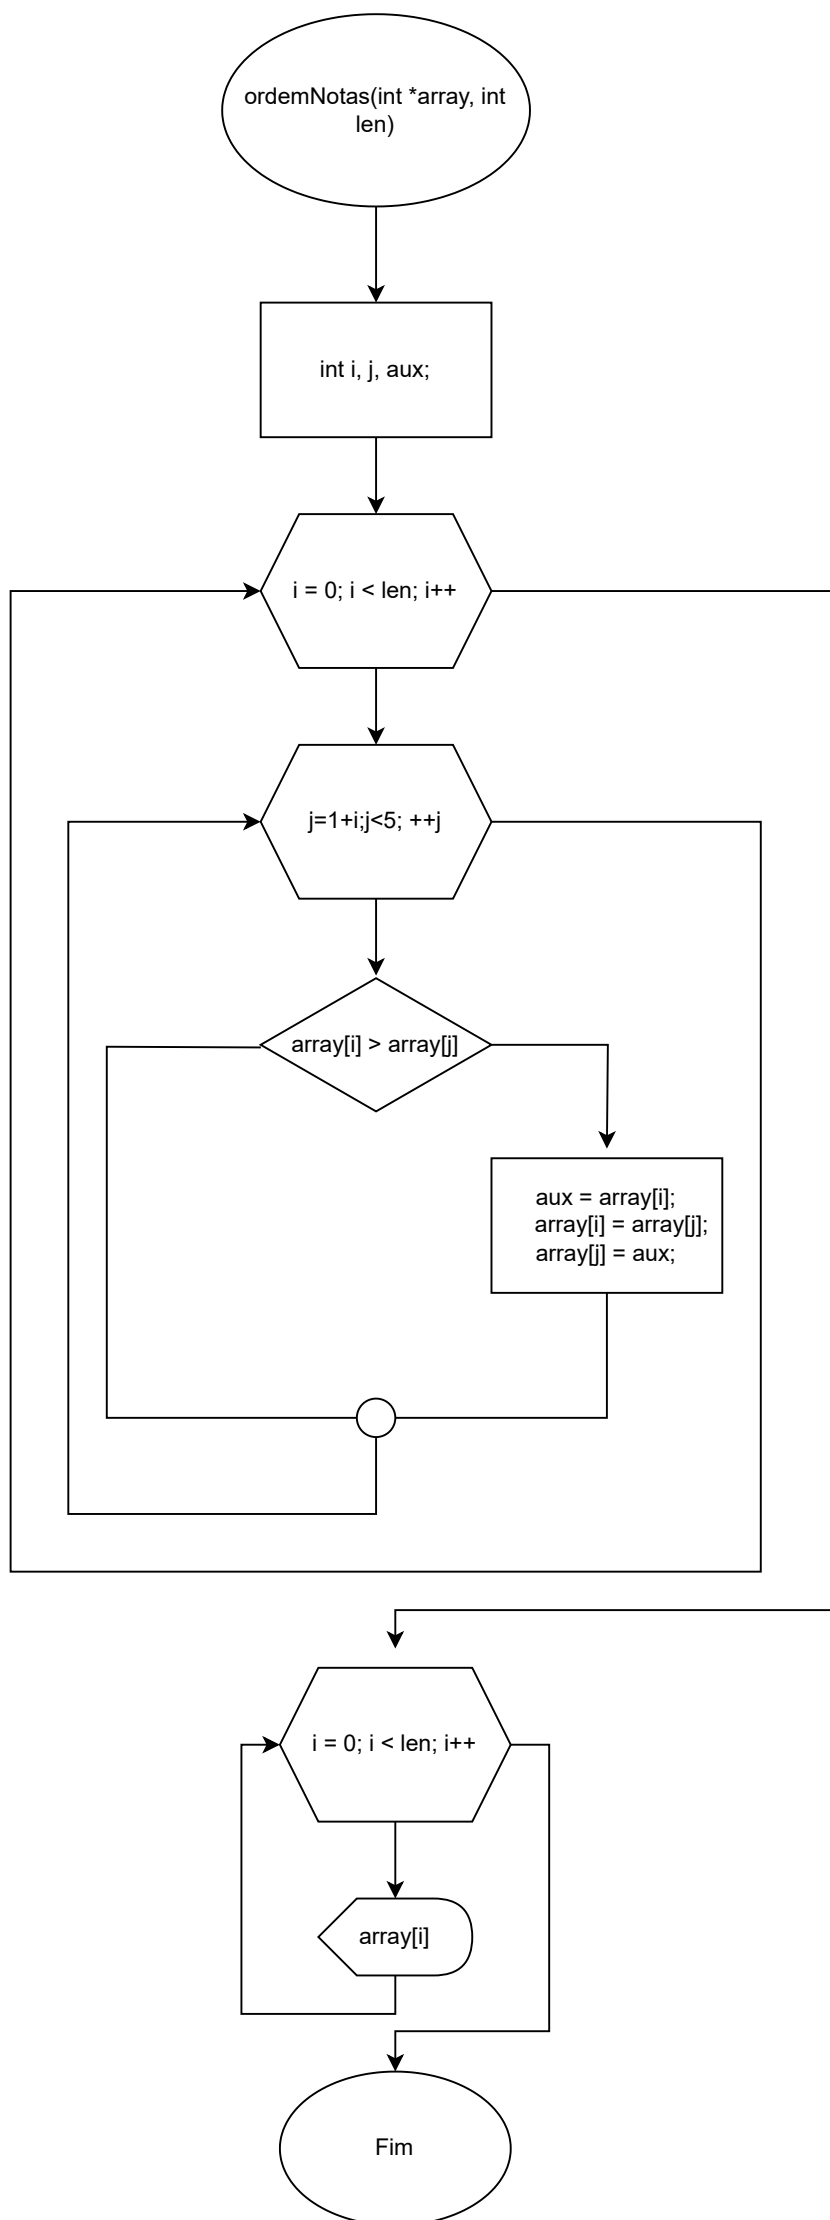 ordemNotas(int *array, int
len)
int i, j, aux;
i = 0; i < len; i++
j=1+i;j<5; ++j
array[i] > array[j]
aux = array[i];
array[i] = array[j];
array[j] = aux;
i = 0; i < len; i++
array[i]
Fim